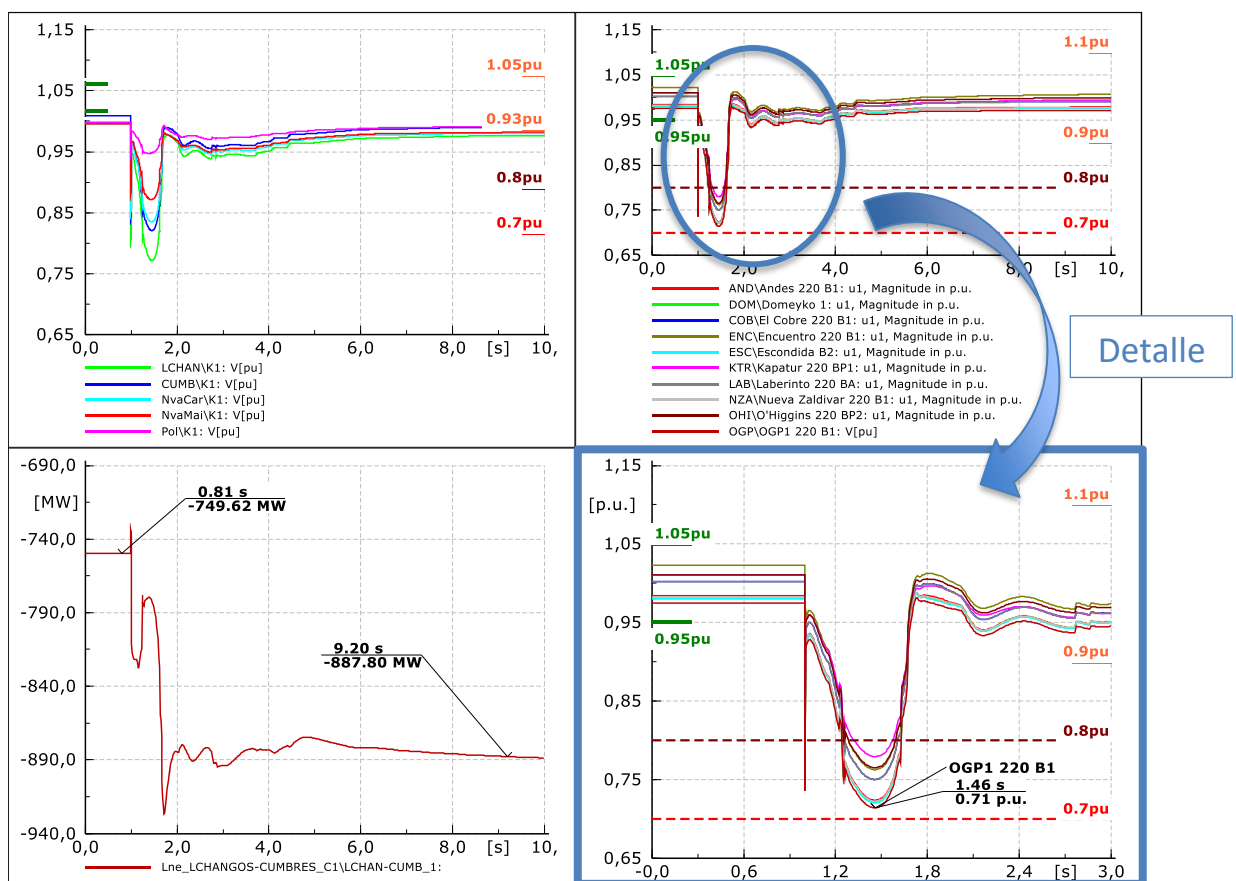 1,15
1,05
0,95
0,85
0,75
0,65
0,0
2,0
4,0
6,0
8,0
[s]
10,
1.05pu
0.93pu
0.8pu
0.7pu
LCHAN\K1: V[pu]
CUMB\K1: V[pu]
NvaCar\K1: V[pu]
NvaMai\K1: V[pu]
Pol\K1: V[pu]
1,15
1,05
0,95
0,85
0,75
0,65
0,0
2,0
4,0
6,0
8,0
[s]
10,
1.05pu
0.95pu
1.1pu
0.9pu
0.8pu
0.7pu
AND\Andes 220 B1: u1, Magnitude in p.u.
DOM\Domeyko 1: u1, Magnitude in p.u.
COB\El Cobre 220 B1: u1, Magnitude in p.u.
ENC\Encuentro 220 B1: u1, Magnitude in p.u.
ESC\Escondida B2: u1, Magnitude in p.u.
KTR\Kapatur 220 BP1: u1, Magnitude in p.u.
LAB\Laberinto 220 BA: u1, Magnitude in p.u.
NZA\Nueva Zaldivar 220 B1: u1, Magnitude in p.u.
OHI\O'Higgins 220 BP2: u1, Magnitude in p.u.
OGP\OGP1 220 B1: V[pu]
Detalle
-690,0
[MW]
-740,0
-790,0
-840,0
-890,0
-940,0
0,0
2,0
4,0
6,0
8,0
[s]
10,
0.81 s
-749.62 MW
9.20 s
-887.80 MW
Lne_LCHANGOS-CUMBRES_C1\LCHAN-CUMB_1:
1,15
[p.u.]
1,05
0,95
0,85
0,75
0,65
-0,0
0,6
1,2
1,8
2,4
[s]
3,0
1.05pu
0.95pu
1.1pu
0.9pu
0.8pu
0.7pu
OGP1 220 B1
1.46 s
0.71 p.u.